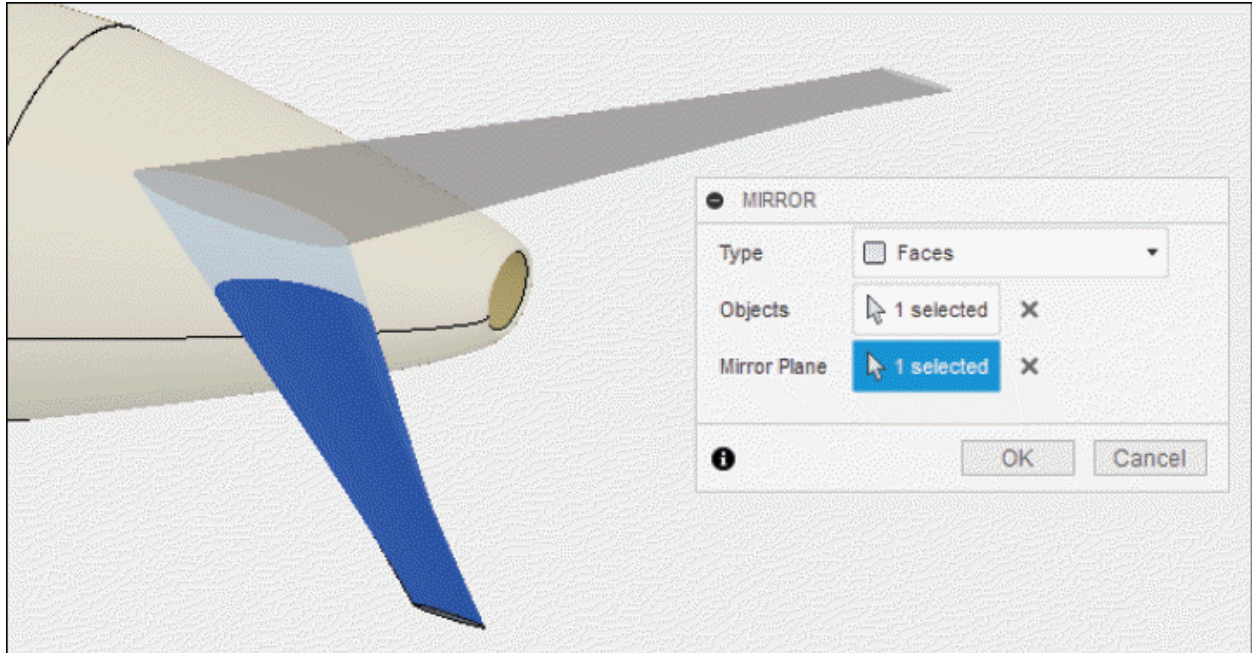 MIRROR
Type Faces
Objects 1 selected
Mirror Plane 1 selected
OK Cancel